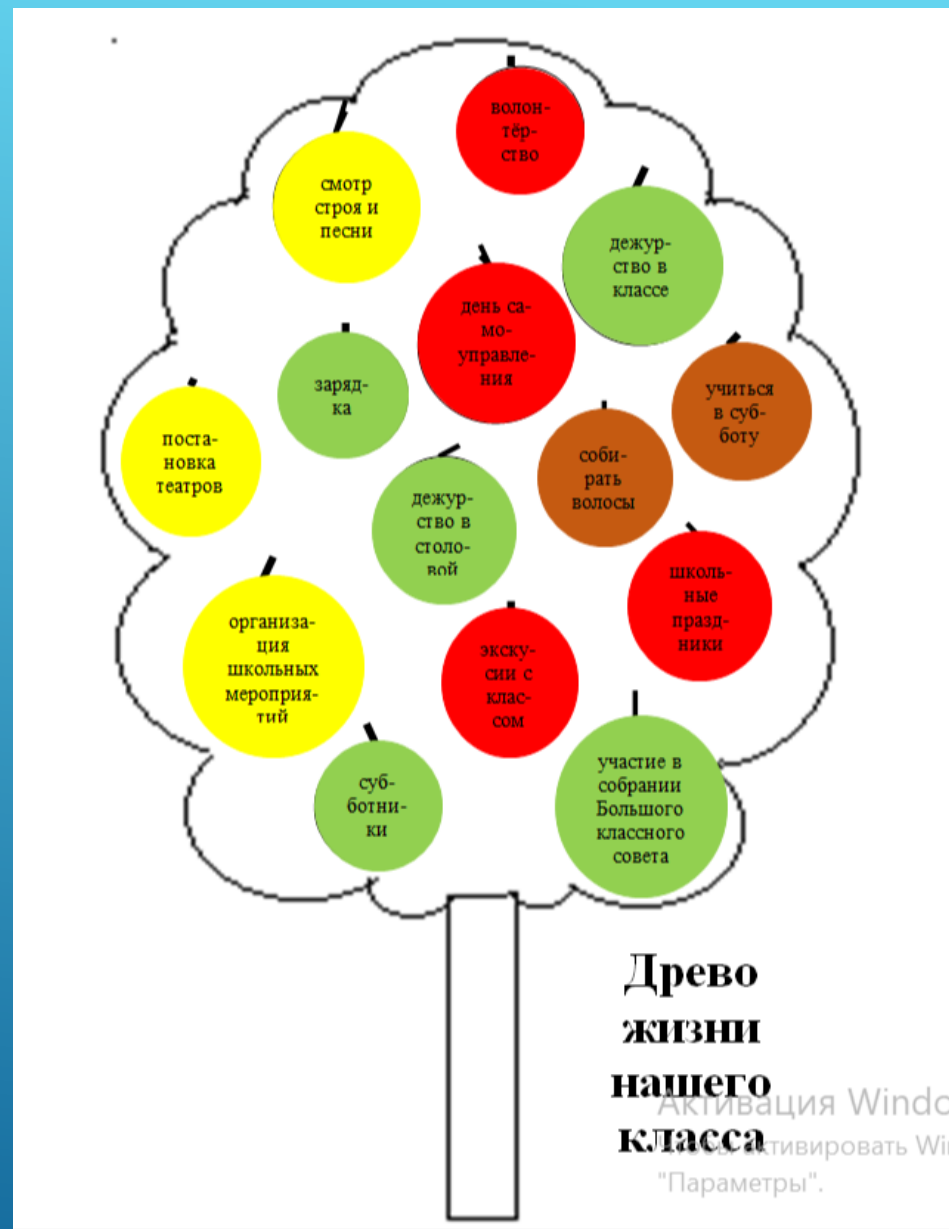 волон-
тёр-
ство
смотр
строя и
песни
дежур-
ство в
классе
день са-
мо-
управле-
ния
заряд-
ка
учиться
в суб-
боту
поста-
новка
театров
соби-
рать
волосы
дежур-
ство в
столо-
вой
школь-
ные
празд-
ники
организа-
ция
школьных
мероприя-
тий
экску-
сии с
клас-
сом
суб-
ботни-
ки
участие в
собрании
Большого
классного
совета
Древо
жизни
нашего
класса
Активация Windo
Чтобы активировать Wi
"Параметры".